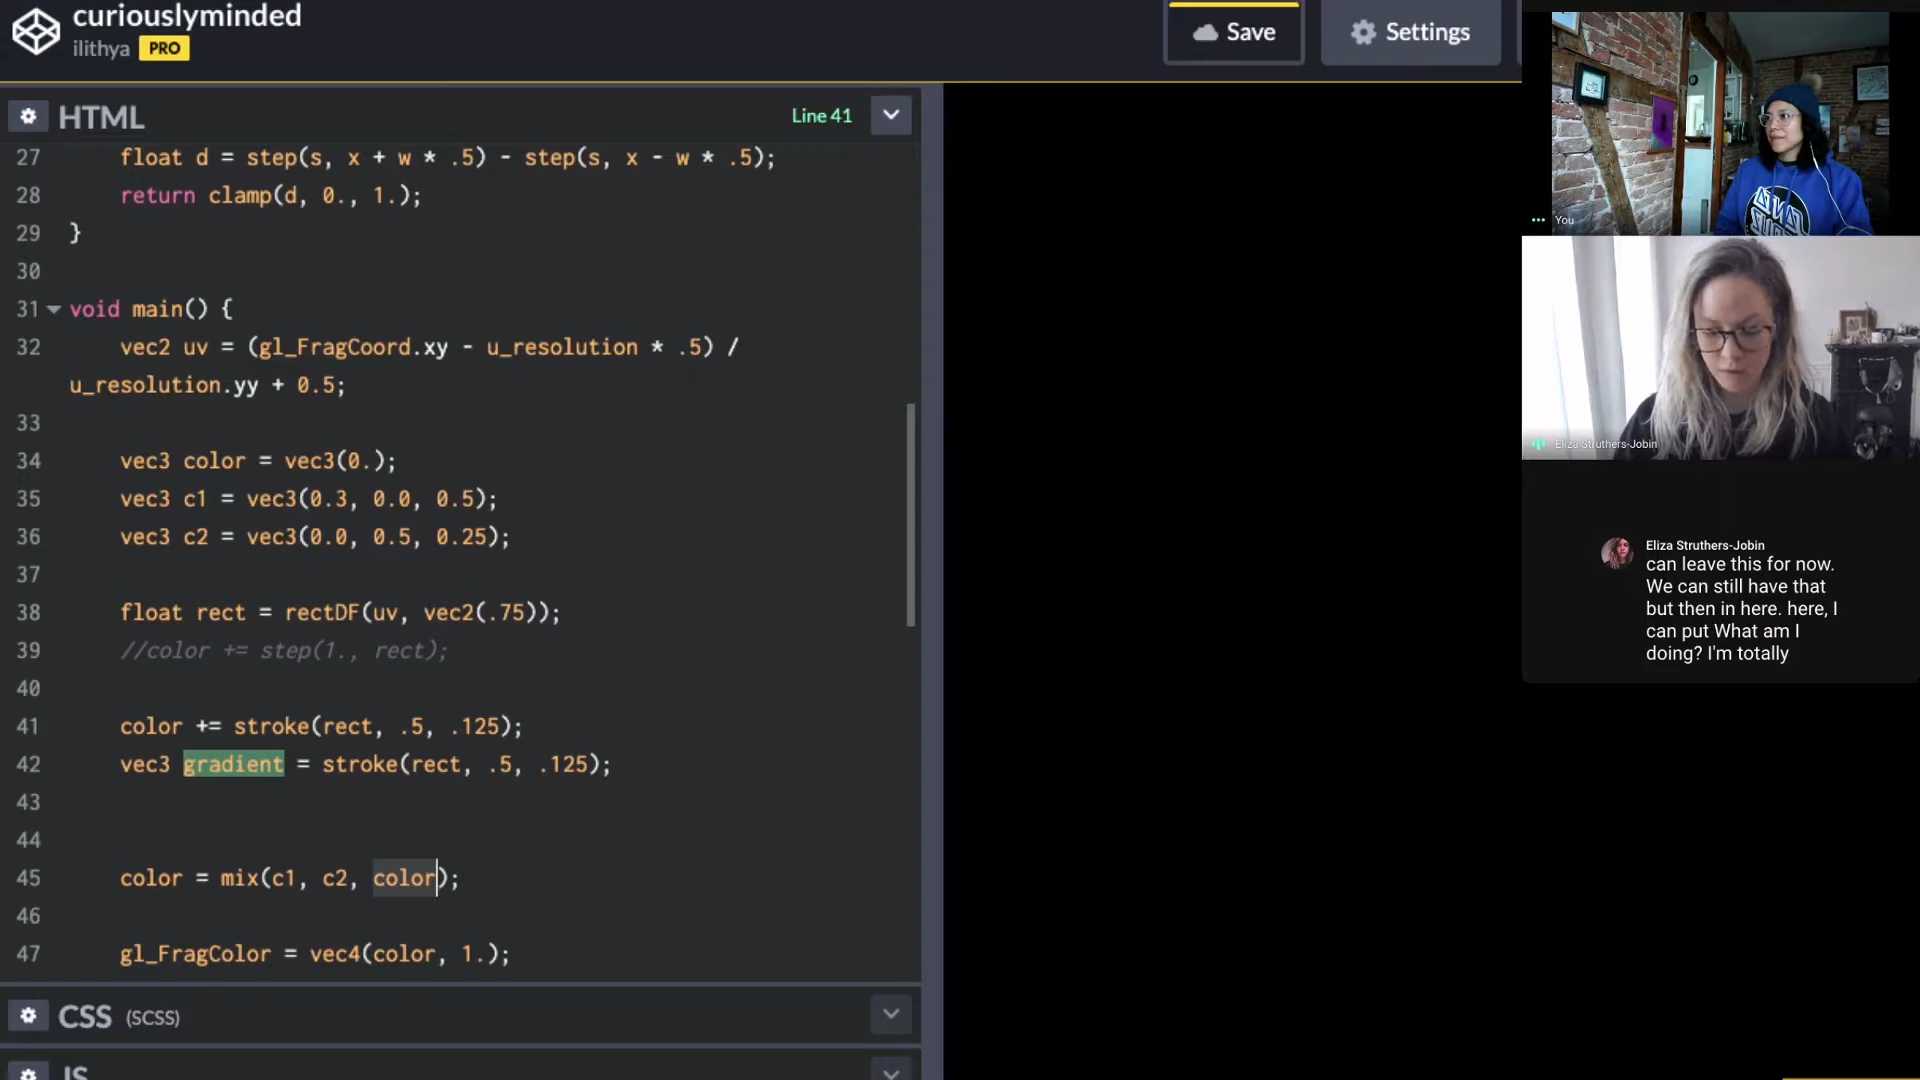 curiouslyminded
ilithya PRO
Save
Settings
HTML
Line 41
27 float d = step(s, x + w * .5) - step(s, x - w * .5);
28 return clamp(d, 0., 1.);
29 }
30
31 void main() {
32 vec2 uv = (gl_FragCoord.xy - u_resolution * .5) /
u_resolution.yy + 0.5;
33
34 vec3 color = vec3(0.);
35 vec3 c1 = vec3(0.3, 0.0, 0.5);
36 vec3 c2 = vec3(0.0, 0.5, 0.25);
37
38 float rect = rectDF(uv, vec2(.75));
39 //color += step(1., rect);
40
41 color += stroke(rect, .5, .125);
42 vec3 gradient = stroke(rect, .5, .125);
43
44
45 color = mix(c1, c2, color);
46
47 gl_FragColor = vec4(color, 1.);
CSS (SCSS)
JS
You
Eliza Struthers-Jobin
Eliza Struthers-Jobin
can leave this for now.
We can still have that
but then in here. here, I
can put What am I
doing? I'm totally